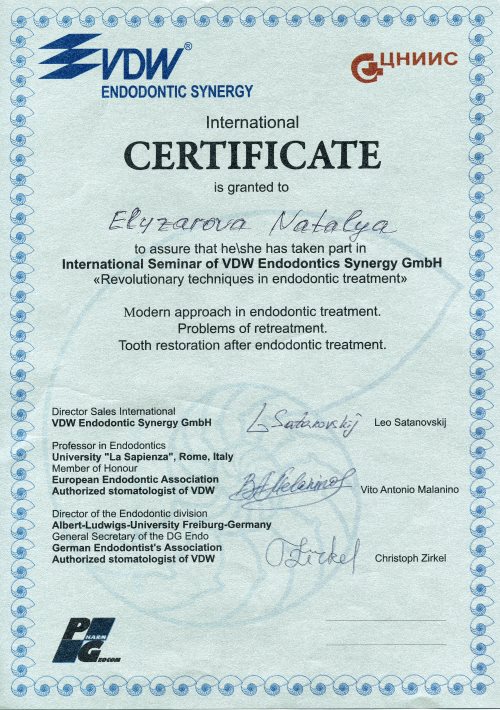 VDW®
ENDODONTIC SYNERGY
ЦНИИС
International
CERTIFICATE
is granted to
Elyzarova Natalya
to assure that he\she has taken part in
International Seminar of VDW Endodontics Synergy GmbH
«Revolutionary techniques in endodontic treatment»
Modern approach in endodontic treatment.
Problems of retreatment.
Tooth restoration after endodontic treatment.
Director Sales International
VDW Endodontic Synergy GmbH
L Satanovskij
Leo Satanovskij
Professor in Endodontics
University "La Sapienza", Rome, Italy
Member of Honour
European Endodontic Association
Authorized stomatologist of VDW
Vito Antonio Malanino
Director of the Endodontic division
Albert-Ludwigs-University Freiburg-Germany
General Secretary of the DG Endo
German Endodontist's Association
Authorized stomatologist of VDW
Zirkel
Christoph Zirkel
PHARM
GEOCOM